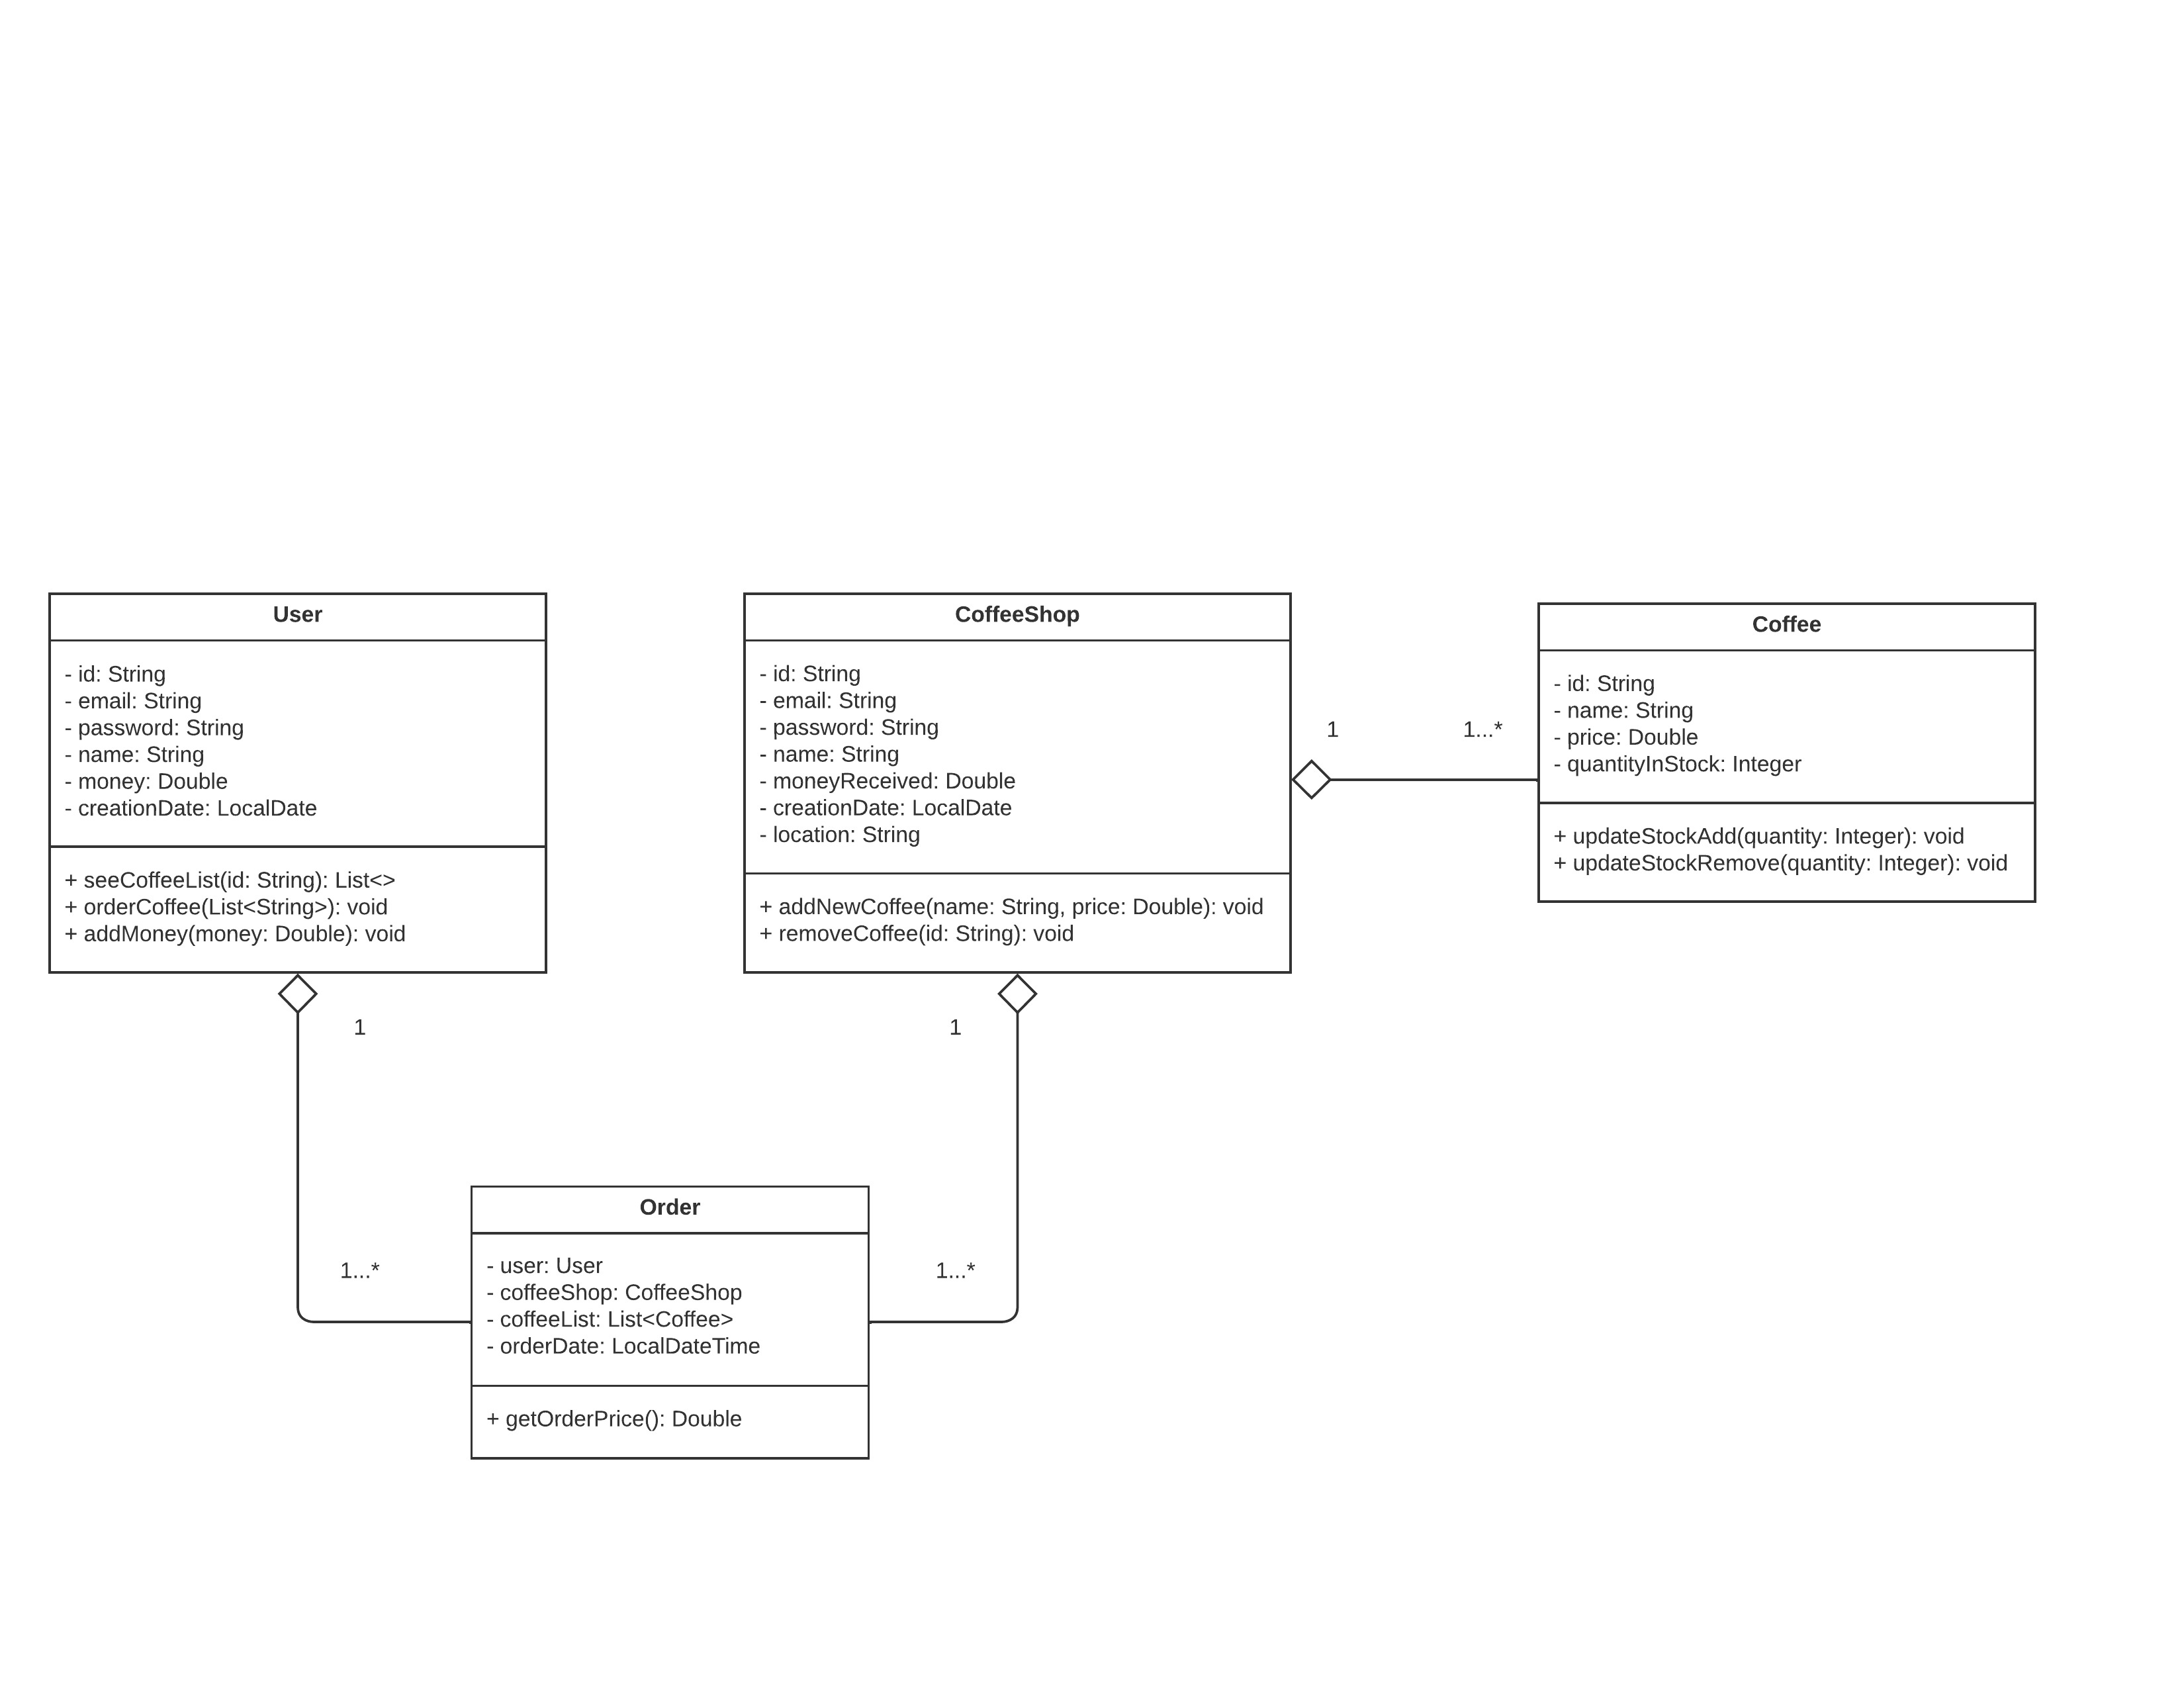 User
- id: String
- email: String
- password: String
- name: String
- money: Double
- creationDate: LocalDate
+ seeCoffeeList(id: String): List<>
+ orderCoffee(List<String>): void
+ addMoney(money: Double): void
CoffeeShop
- id: String
- email: String
- password: String
- name: String
- moneyReceived: Double
- creationDate: LocalDate
- location: String
+ addNewCoffee(name: String, price: Double): void
+ removeCoffee(id: String): void
1
1...*
Coffee
- id: String
- name: String
- price: Double
- quantityInStock: Integer
+ updateStockAdd(quantity: Integer): void
+ updateStockRemove(quantity: Integer): void
1
1
1...*
1...*
Order
- user: User
- coffeeShop: CoffeeShop
- coffeeList: List<Coffee>
- orderDate: LocalDateTime
+ getOrderPrice(): Double